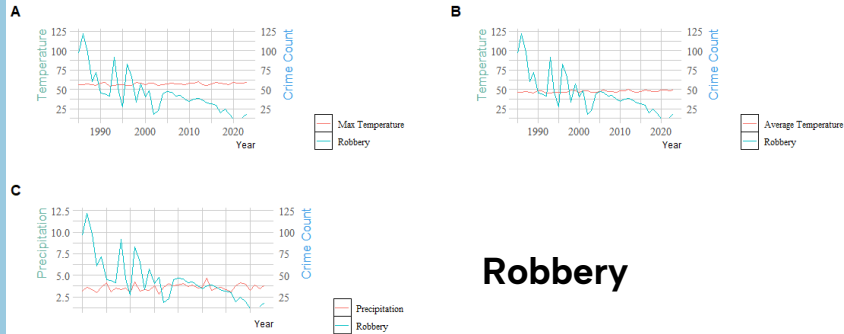 A
Temperature
125
100
75
50
25
125
100
75
50
25
Crime Count
1990
2000
2010
2020
Year
Max Temperature
Robbery
B
Temperature
125
100
75
50
25
125
100
75
50
25
Crime Count
1990
2000
2010
2020
Year
Average Temperature
Robbery
C
Precipitation
12.5
10.0
7.5
5.0
2.5
125
100
75
50
25
Crime Count
Year
Precipitation
Robbery
Robbery